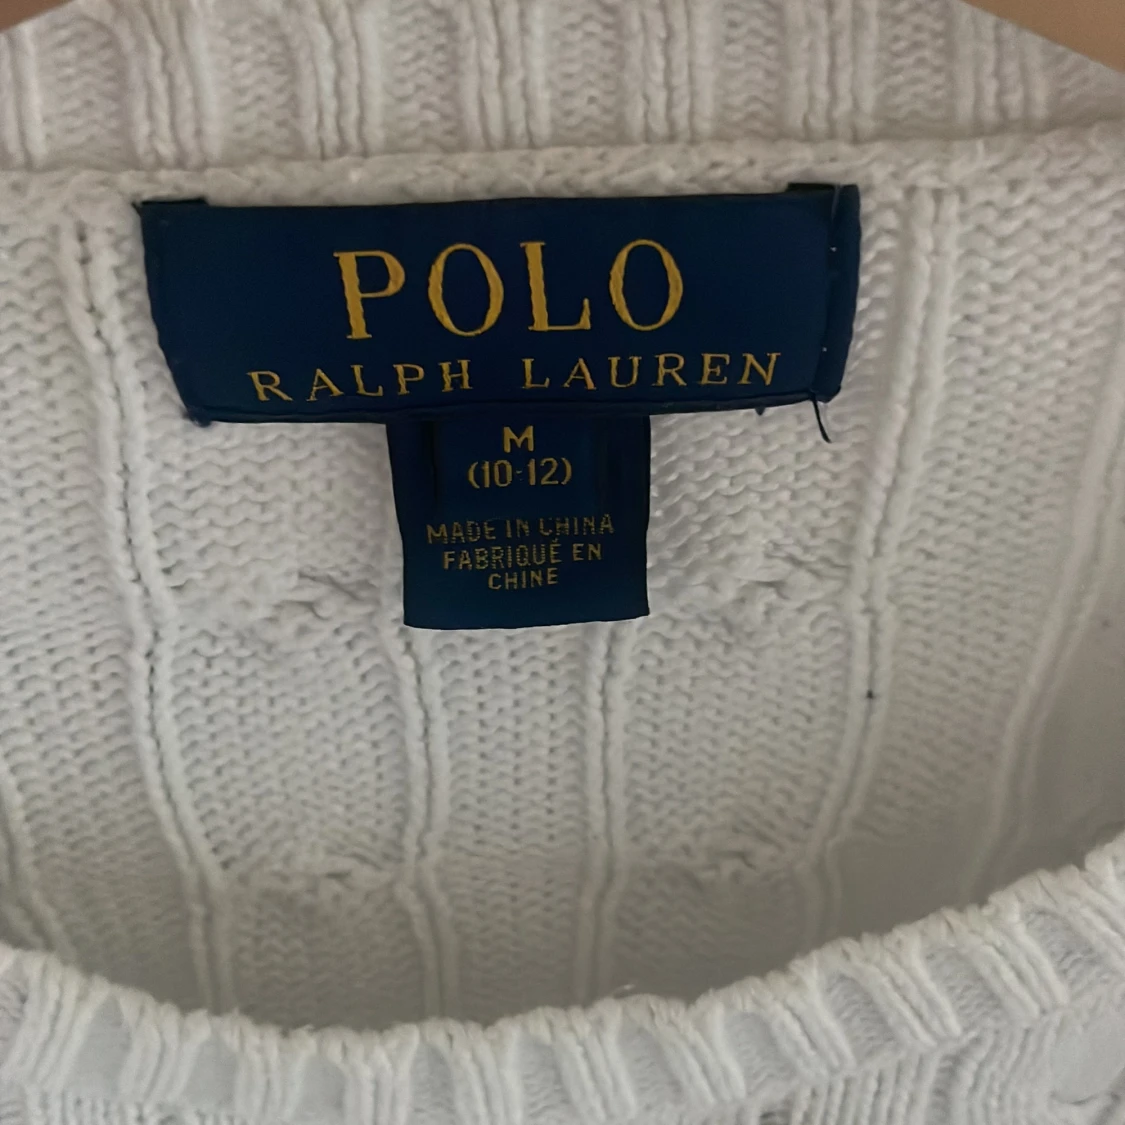 POLO
RALPH LAUREN
M
(10-12)
MADE IN CHINA
FABRIQUÉ EN
CHINE